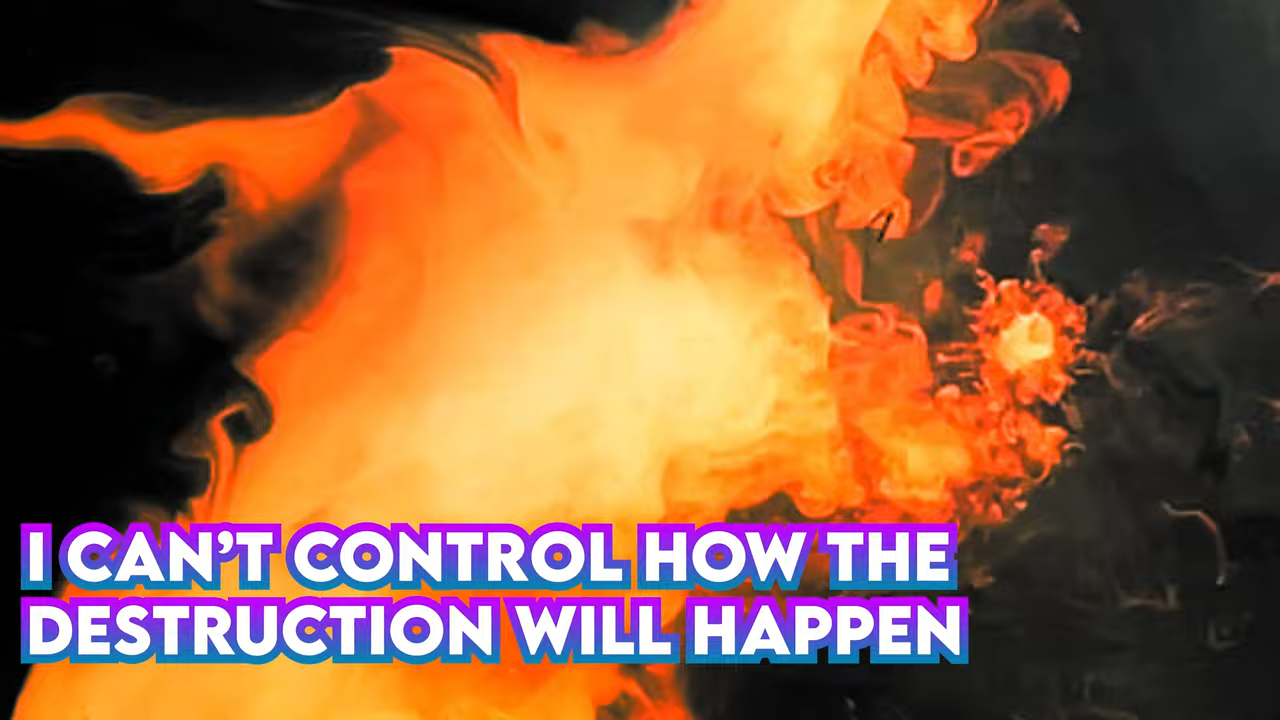 I CAN’T CONTROL HOW THE
DESTRUCTION WILL HAPPEN